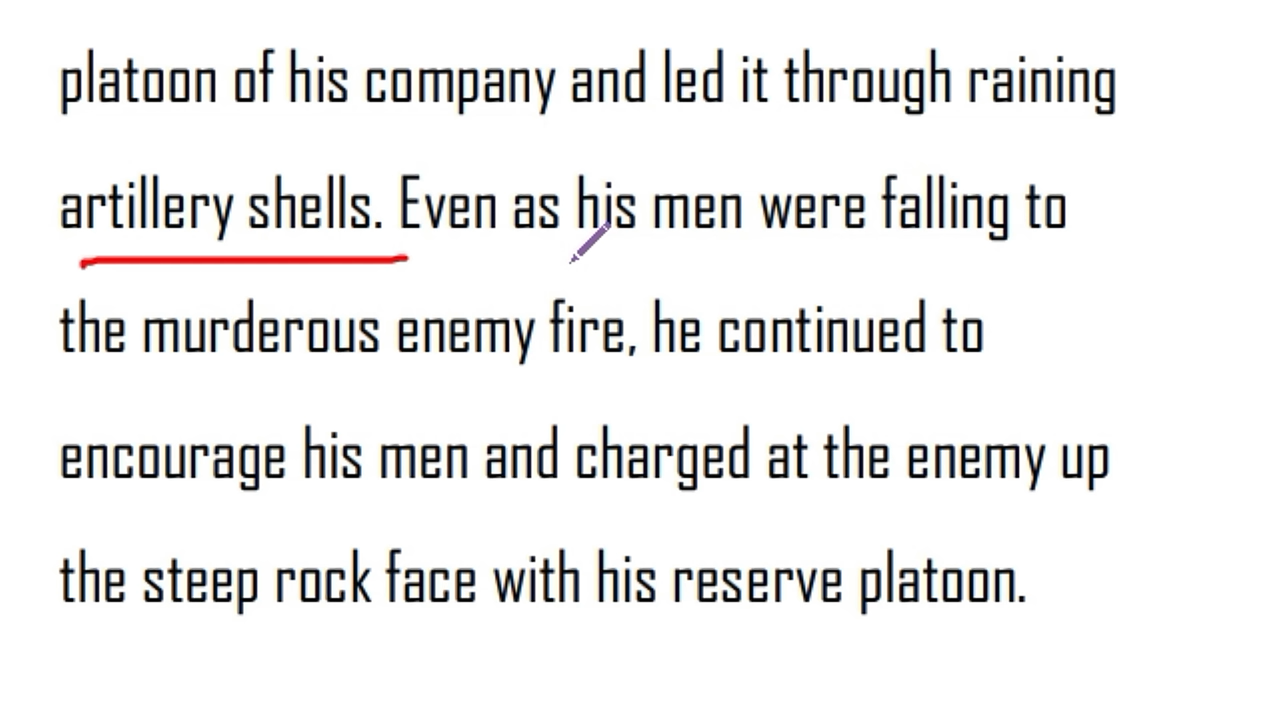 platoon of his company and led it through raining
artillery shells. Even as his men were falling to
the murderous enemy fire, he continued to
encourage his men and charged at the enemy up
the steep rock face with his reserve platoon.